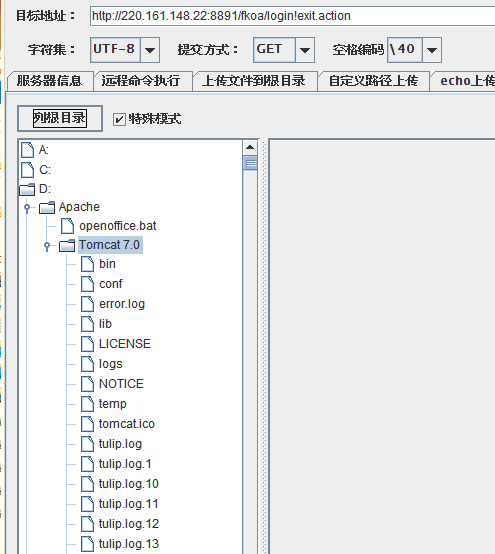 目标地址： http://220.161.148.22:8891/fkoa/login!exit.action
字符集： UTF-8 提交方式： GET 空格编码 \40
服务器信息 远程命令执行 上传文件到根目录 自定义路径上传 echo上传
列根目录 特殊模式
A:
C:
D:
Apache
openoffice.bat
Tomcat 7.0
bin
conf
error.log
lib
LICENSE
logs
NOTICE
temp
tomcat.ico
tulip.log
tulip.log.1
tulip.log.10
tulip.log.11
tulip.log.12
tulip.log.13